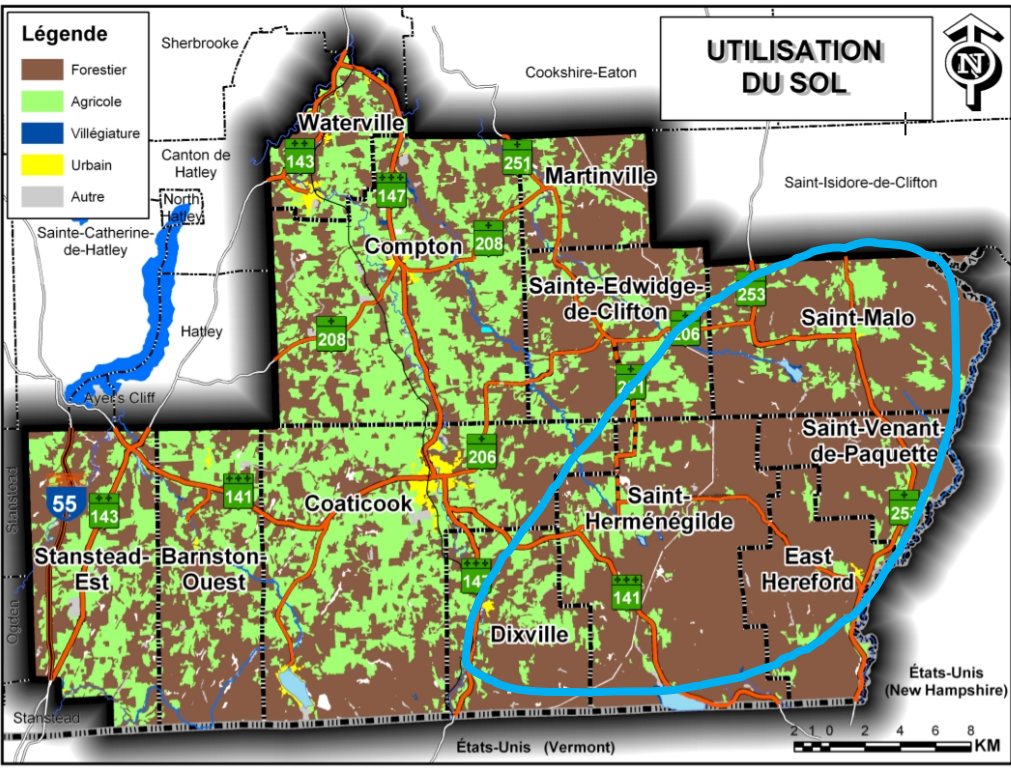 Légende
Forestier
Agricole
Villégiature
Urbain
Autre
UTILISATION
DU SOL
N
Sherbrooke
Cookshire-Eaton
Waterville
Canton de
Hatley
143
147
251
Martinville
Saint-Isidore-de-Clifton
North
Hatley
Sainte-Catherine-
de-Hatley
Compton
208
Sainte-Edwidge-
de-Clifton
253
206
Saint-Malo
Hatley
208
251
Ayer's Cliff
Saint-Venant-
de-Paquette
206
Stanstead
55
143
141
Coaticook
Saint-
Herménégilde
253
Stanstead-
Est
Barnston-
Ouest
147
141
East
Hereford
Ogden
Dixville
États-Unis
(New Hampshire)
Stanstead
États-Unis (Vermont)
2 1 0 2 4 6 8
KM